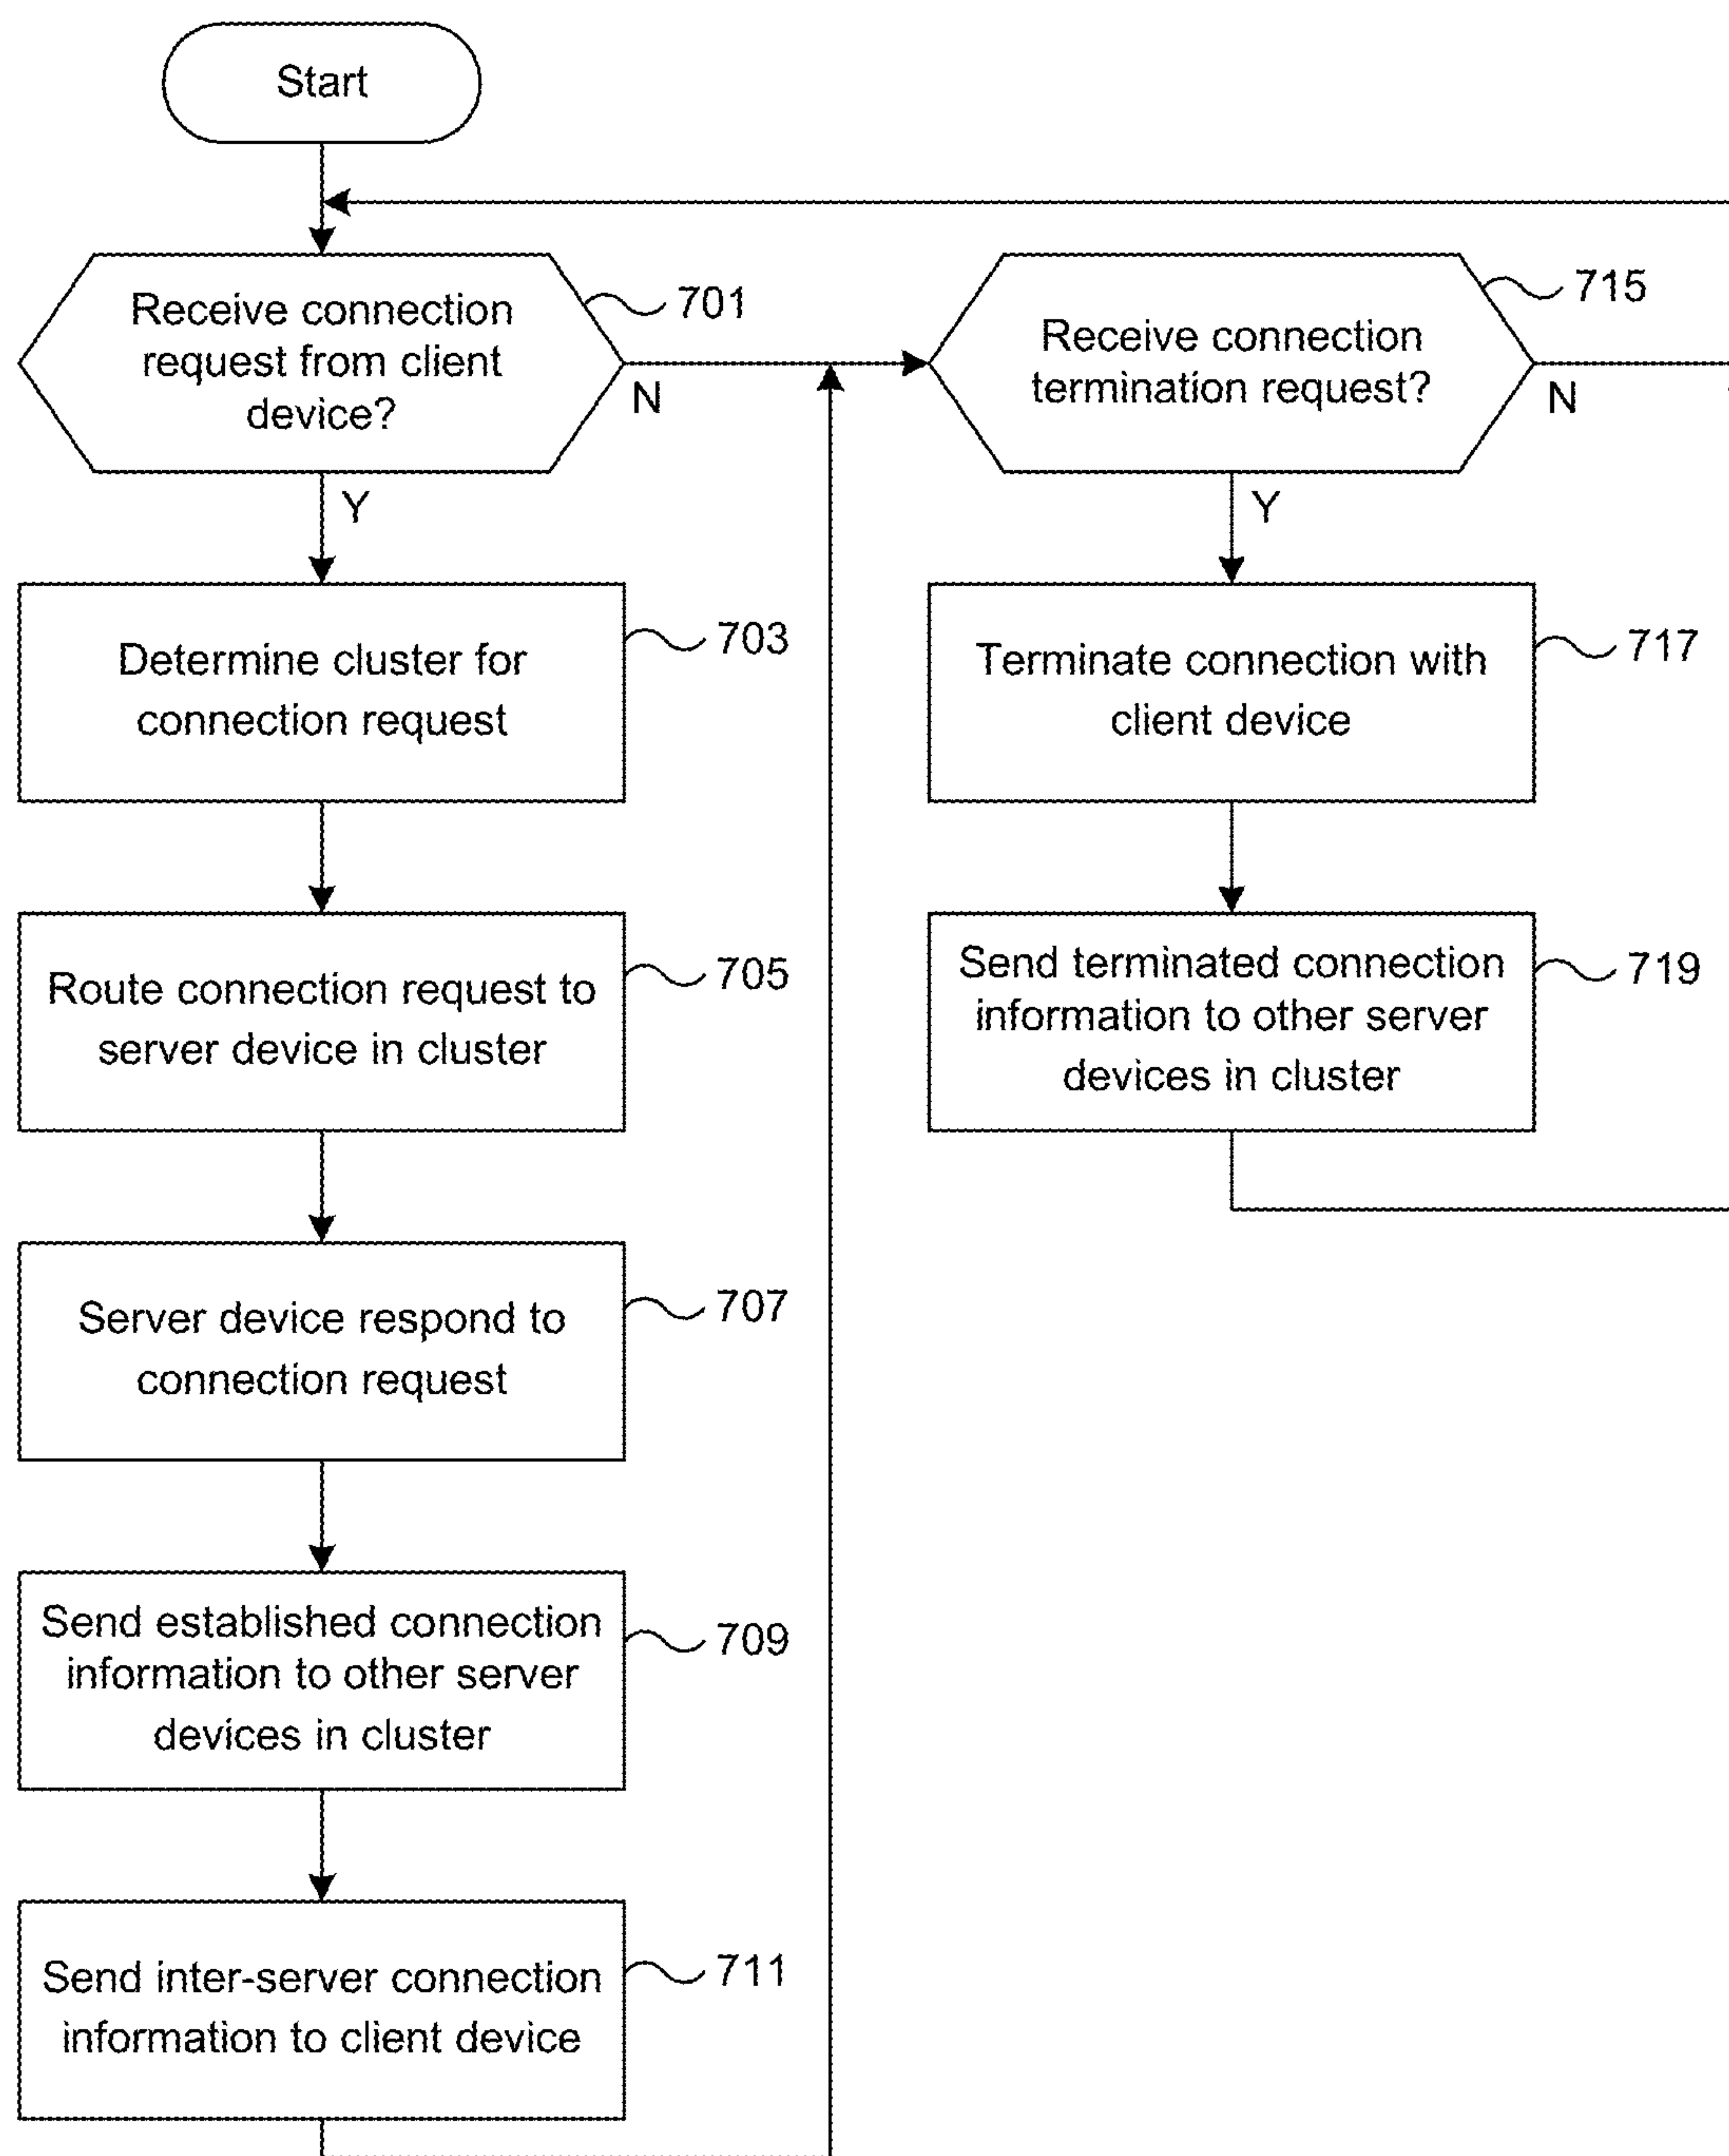 Start
Receive connection
request from client
device?
701
N
Y
Determine cluster for
connection request
703
Route connection request to
server device in cluster
705
Server device respond to
connection request
707
Send established connection
information to other server
devices in cluster
709
Send inter-server connection
information to client device
711
Receive connection
termination request?
715
N
Y
Terminate connection with
client device
717
Send terminated connection
information to other server
devices in cluster
719